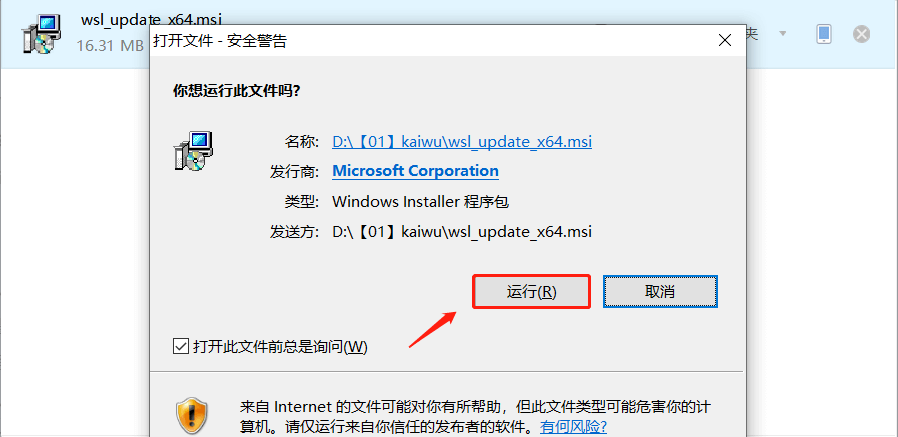 wsl_update_x64.msi
16.31 MB
夹
打开文件 - 安全警告
你想运行此文件吗?
名称: D:\【01】kaiwu\wsl_update_x64.msi
发行商: Microsoft Corporation
类型: Windows Installer 程序包
发送方: D:\【01】kaiwu\wsl_update_x64.msi
运行(R) 取消
打开此文件前总是询问(W)
来自 Internet 的文件可能对你有所帮助，但此文件类型可能危害你的计
算机。请仅运行来自你信任的发布者的软件。有何风险?